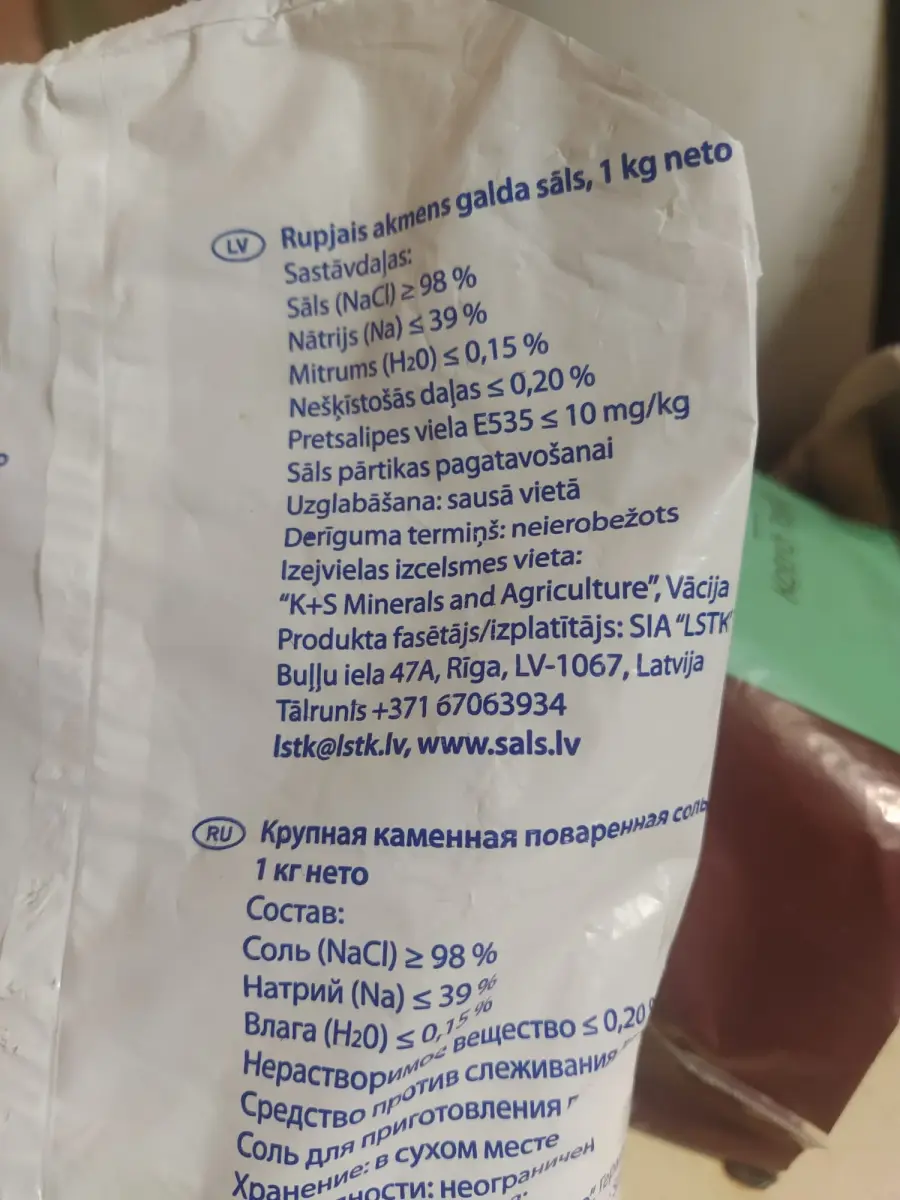 LV Rupjais akmens galda sāls, 1 kg neto
Sastāvdaļas:
Sāls (NaCl) ≥ 98 %
Nātrijs (Na) ≤ 39 %
Mitrums (H2O) ≤ 0,15 %
Nešķīstošās daļas ≤ 0,20 %
Pretsalipes viela E535 ≤ 10 mg/kg
Sāls pārtikas pagatavošanai
Uzglabāšana: sausā vietā
Derīguma termiņš: neierobežots
Izejvielas izcelsmes vieta:
“K+S Minerals and Agriculture”, Vācija
Produkta fasētājs/izplatītājs: SIA “LSTK”
Buļļu iela 47A, Rīga, LV-1067, Latvija
Tālrunis +371 67063934
lstk@lstk.lv, www.sals.lv
RU Крупная каменная поваренная соль
1 кг нето
Состав:
Соль (NaCl) ≥ 98 %
Натрий (Na) ≤ 39 %
Влага (H2O) ≤ 0,15 %
Нерастворимое вещество ≤ 0,20
Средство против слеживания
Соль для приготовления
Хранение: в сухом месте
ности: неограничен